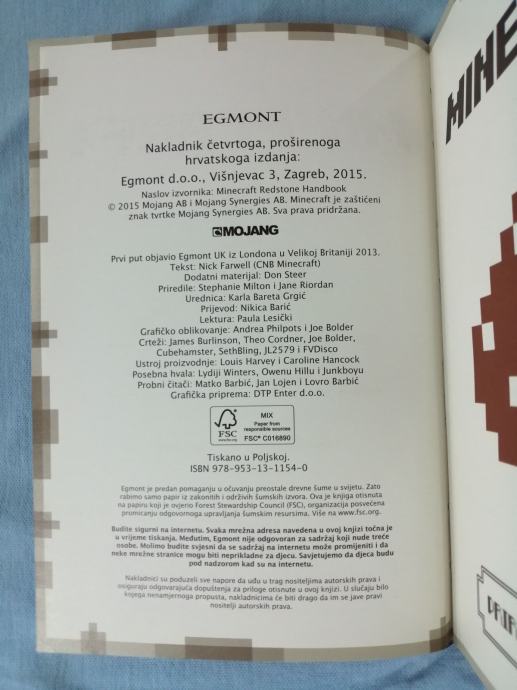 EGMONT
Nakladnik četvrtoga, proširenoga
hrvatskoga izdanja:
Egmont d.o.o., Višnjevac 3, Zagreb, 2015.
Naslov izvornika: Minecraft Redstone Handbook
© 2015 Mojang AB i Mojang Synergies AB. Minecraft je zaštićeni
znak tvrtke Mojang Synergies AB. Sva prava pridržana.
MOJANG
Prvi put objavio Egmont UK iz Londona u Velikoj Britaniji 2013.
Tekst: Nick Farwell (CNB Minecraft)
Dodatni materijal: Don Steer
Priredile: Stephanie Milton i Jane Riordan
Urednica: Karla Bareta Grgić
Prijevod: Nikica Barić
Lektura: Paula Lesički
Grafičko oblikovanje: Andrea Philpots i Joe Bolder
Crteži: James Burlinson, Theo Cordner, Joe Bolder,
Cubehamster, SethBling, JL2579 i FVDisco
Ustroj proizvodnje: Louis Harvey i Caroline Hancock
Posebna hvala: Lydiji Winters, Owenu Hillu i Junkboyu
Probni čitači: Matko Barbić, Jan Lojen i Lovro Barbić
Grafička priprema: DTP Enter d.o.o.
FSC
www.fsc.org
MIX
Paper from
responsible sources
FSC® C016890
Tiskano u Poljskoj.
ISBN 978-953-13-1154-0
Egmont je predan pomaganju u očuvanju preostale drevne šume u svijetu. Zato
rabimo samo papir iz zakonitih i održivih šumskih izvora. Ova je knjiga otisnuta
na papiru koji je ovjerio Forest Stewardship Council (FSC), organizacija posvećena
promicanju odgovornoga upravljanja šumskim resursima. Više na www.fsc.org.
Budite sigurni na internetu. Svaka mrežna adresa navedena u ovoj knjizi točna je
u vrijeme tiskanja. Međutim, Egmont nije odgovoran za sadržaj koji nude treće
osobe. Molimo budite svjesni da se sadržaj na internetu može promijeniti i da
neke mrežne stranice mogu biti neprikladne za djecu. Savjetujemo da djeca budu
pod nadzorom kad su na internetu.
Nakladnici su poduzeli sve napore da uđu u trag nositeljima autorskih prava i
osiguraju odgovarajuća dopuštenja za priloge otisnute u ovoj knjizi. U slučaju bilo
kojega nenamjernoga propusta, nakladnicima će biti drago da im se jave pravi
nositelji autorskih prava.
MINE
PRIR